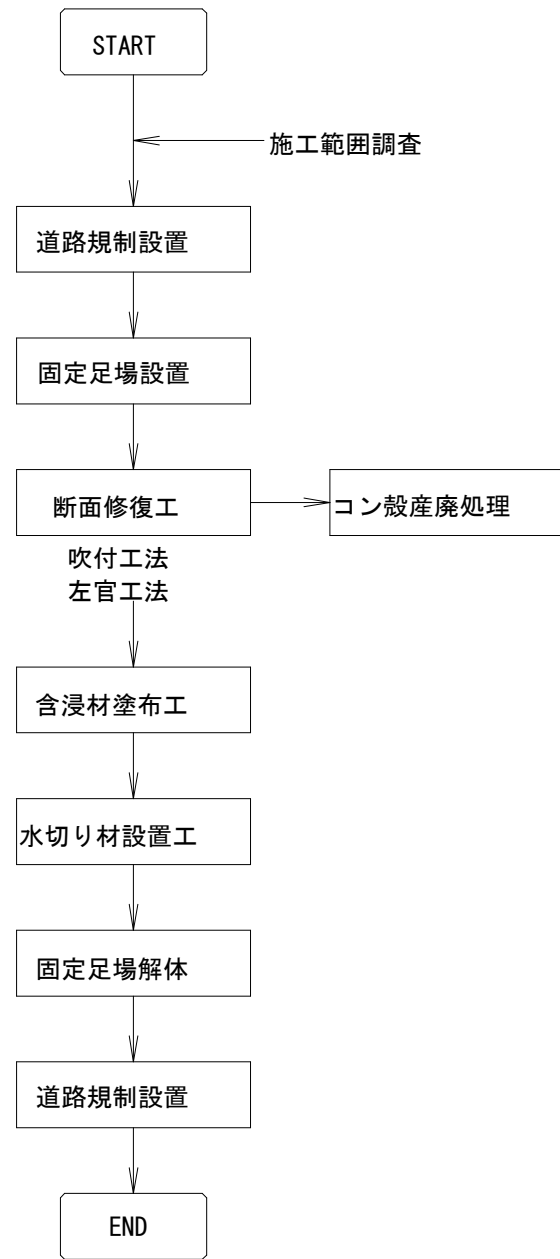 START
施工範囲調査
道路規制設置
固定足場設置
断面修復工
コン殻産廃処理
吹付工法
左官工法
含浸材塗布工
水切り材設置工
固定足場解体
道路規制設置
END